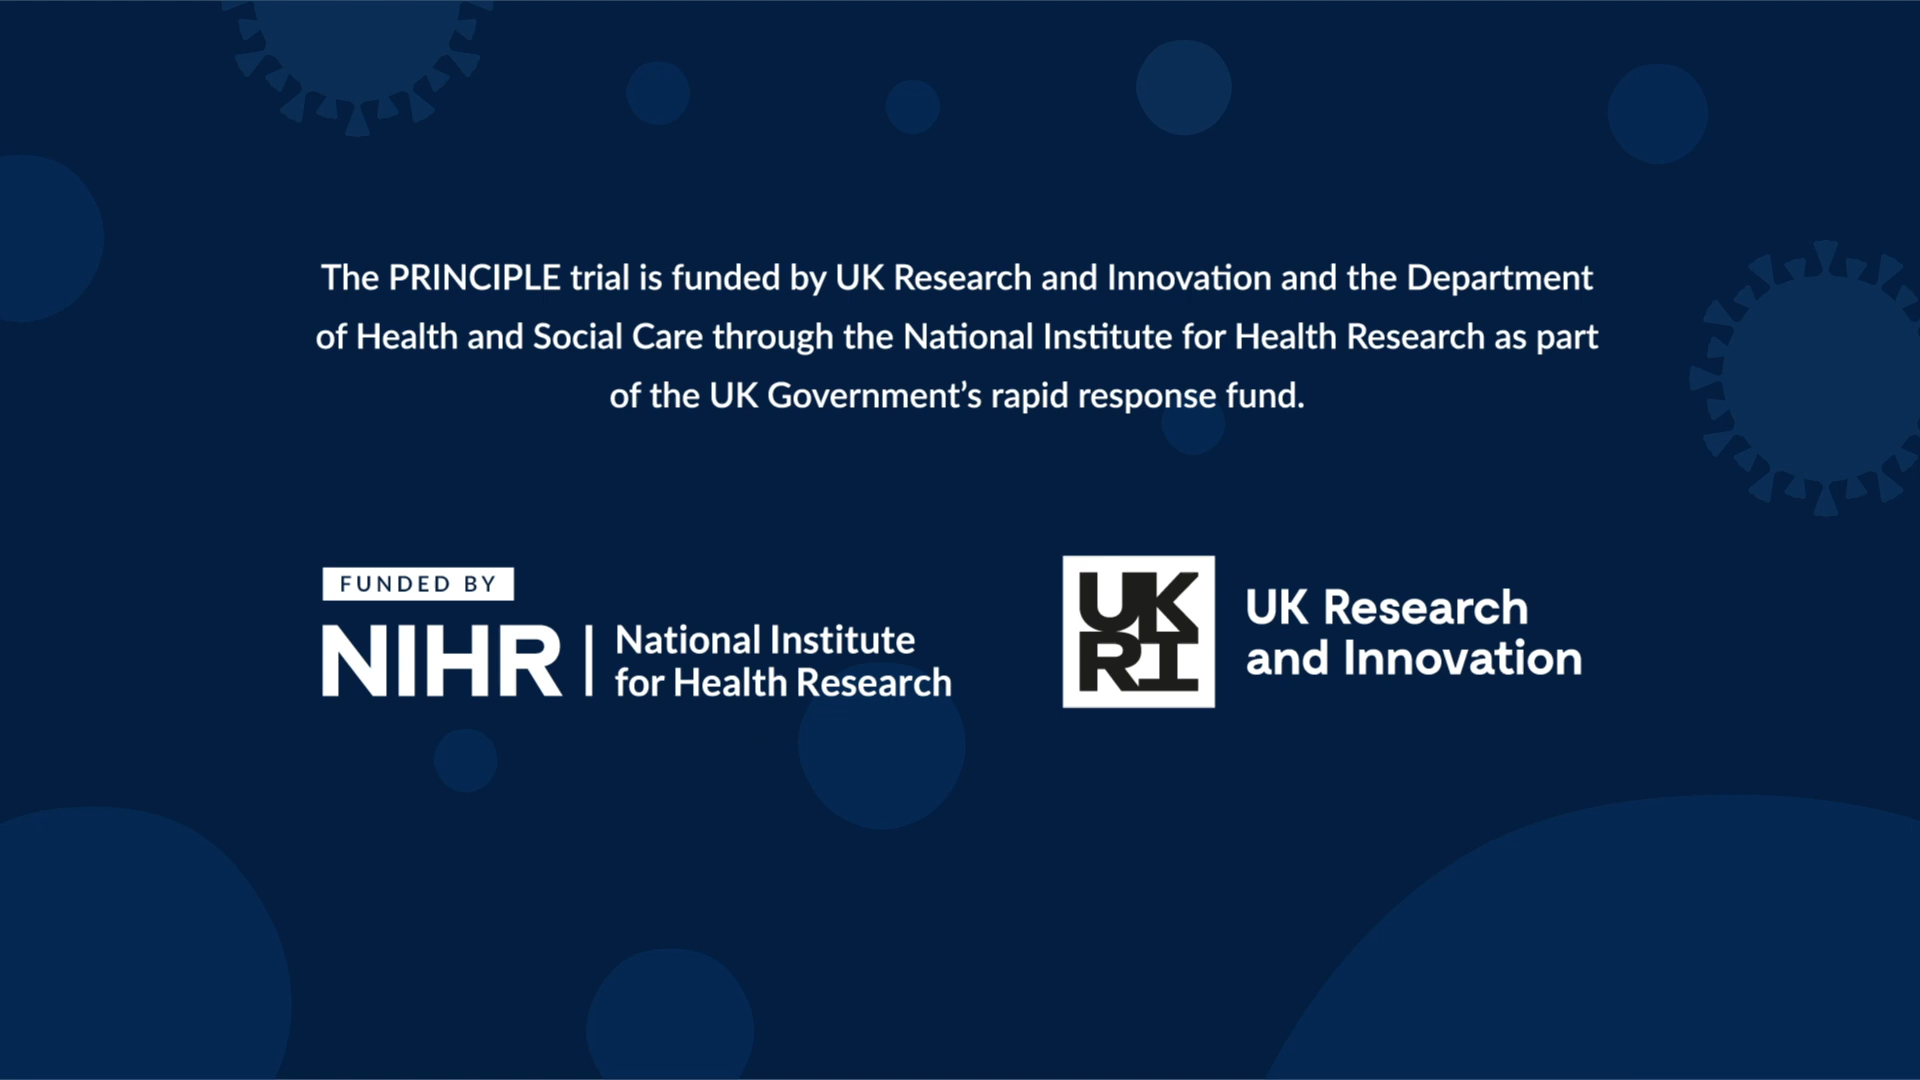 The PRINCIPLE trial is funded by UK Research and Innovation and the Department
of Health and Social Care through the National Institute for Health Research as part
of the UK Government’s rapid response fund.
FUNDED BY
NIHR | National Institute
for Health Research
UK
RI
UK Research
and Innovation